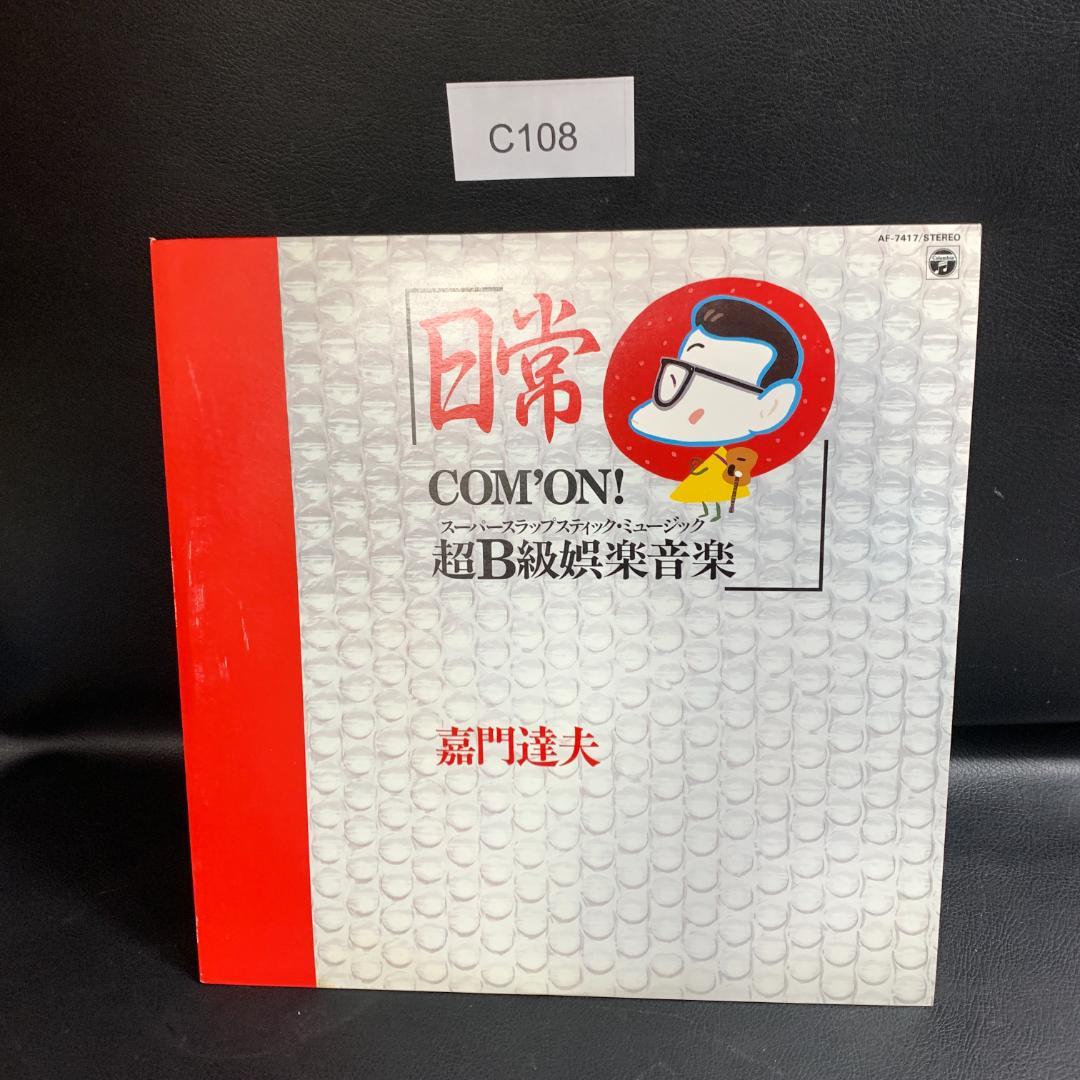 C108
AF-7417/STEREO
Columbia
「日常
COM'ON!
スーパースラップスティック・ミュージック
超B級娯楽音楽」
嘉門達夫